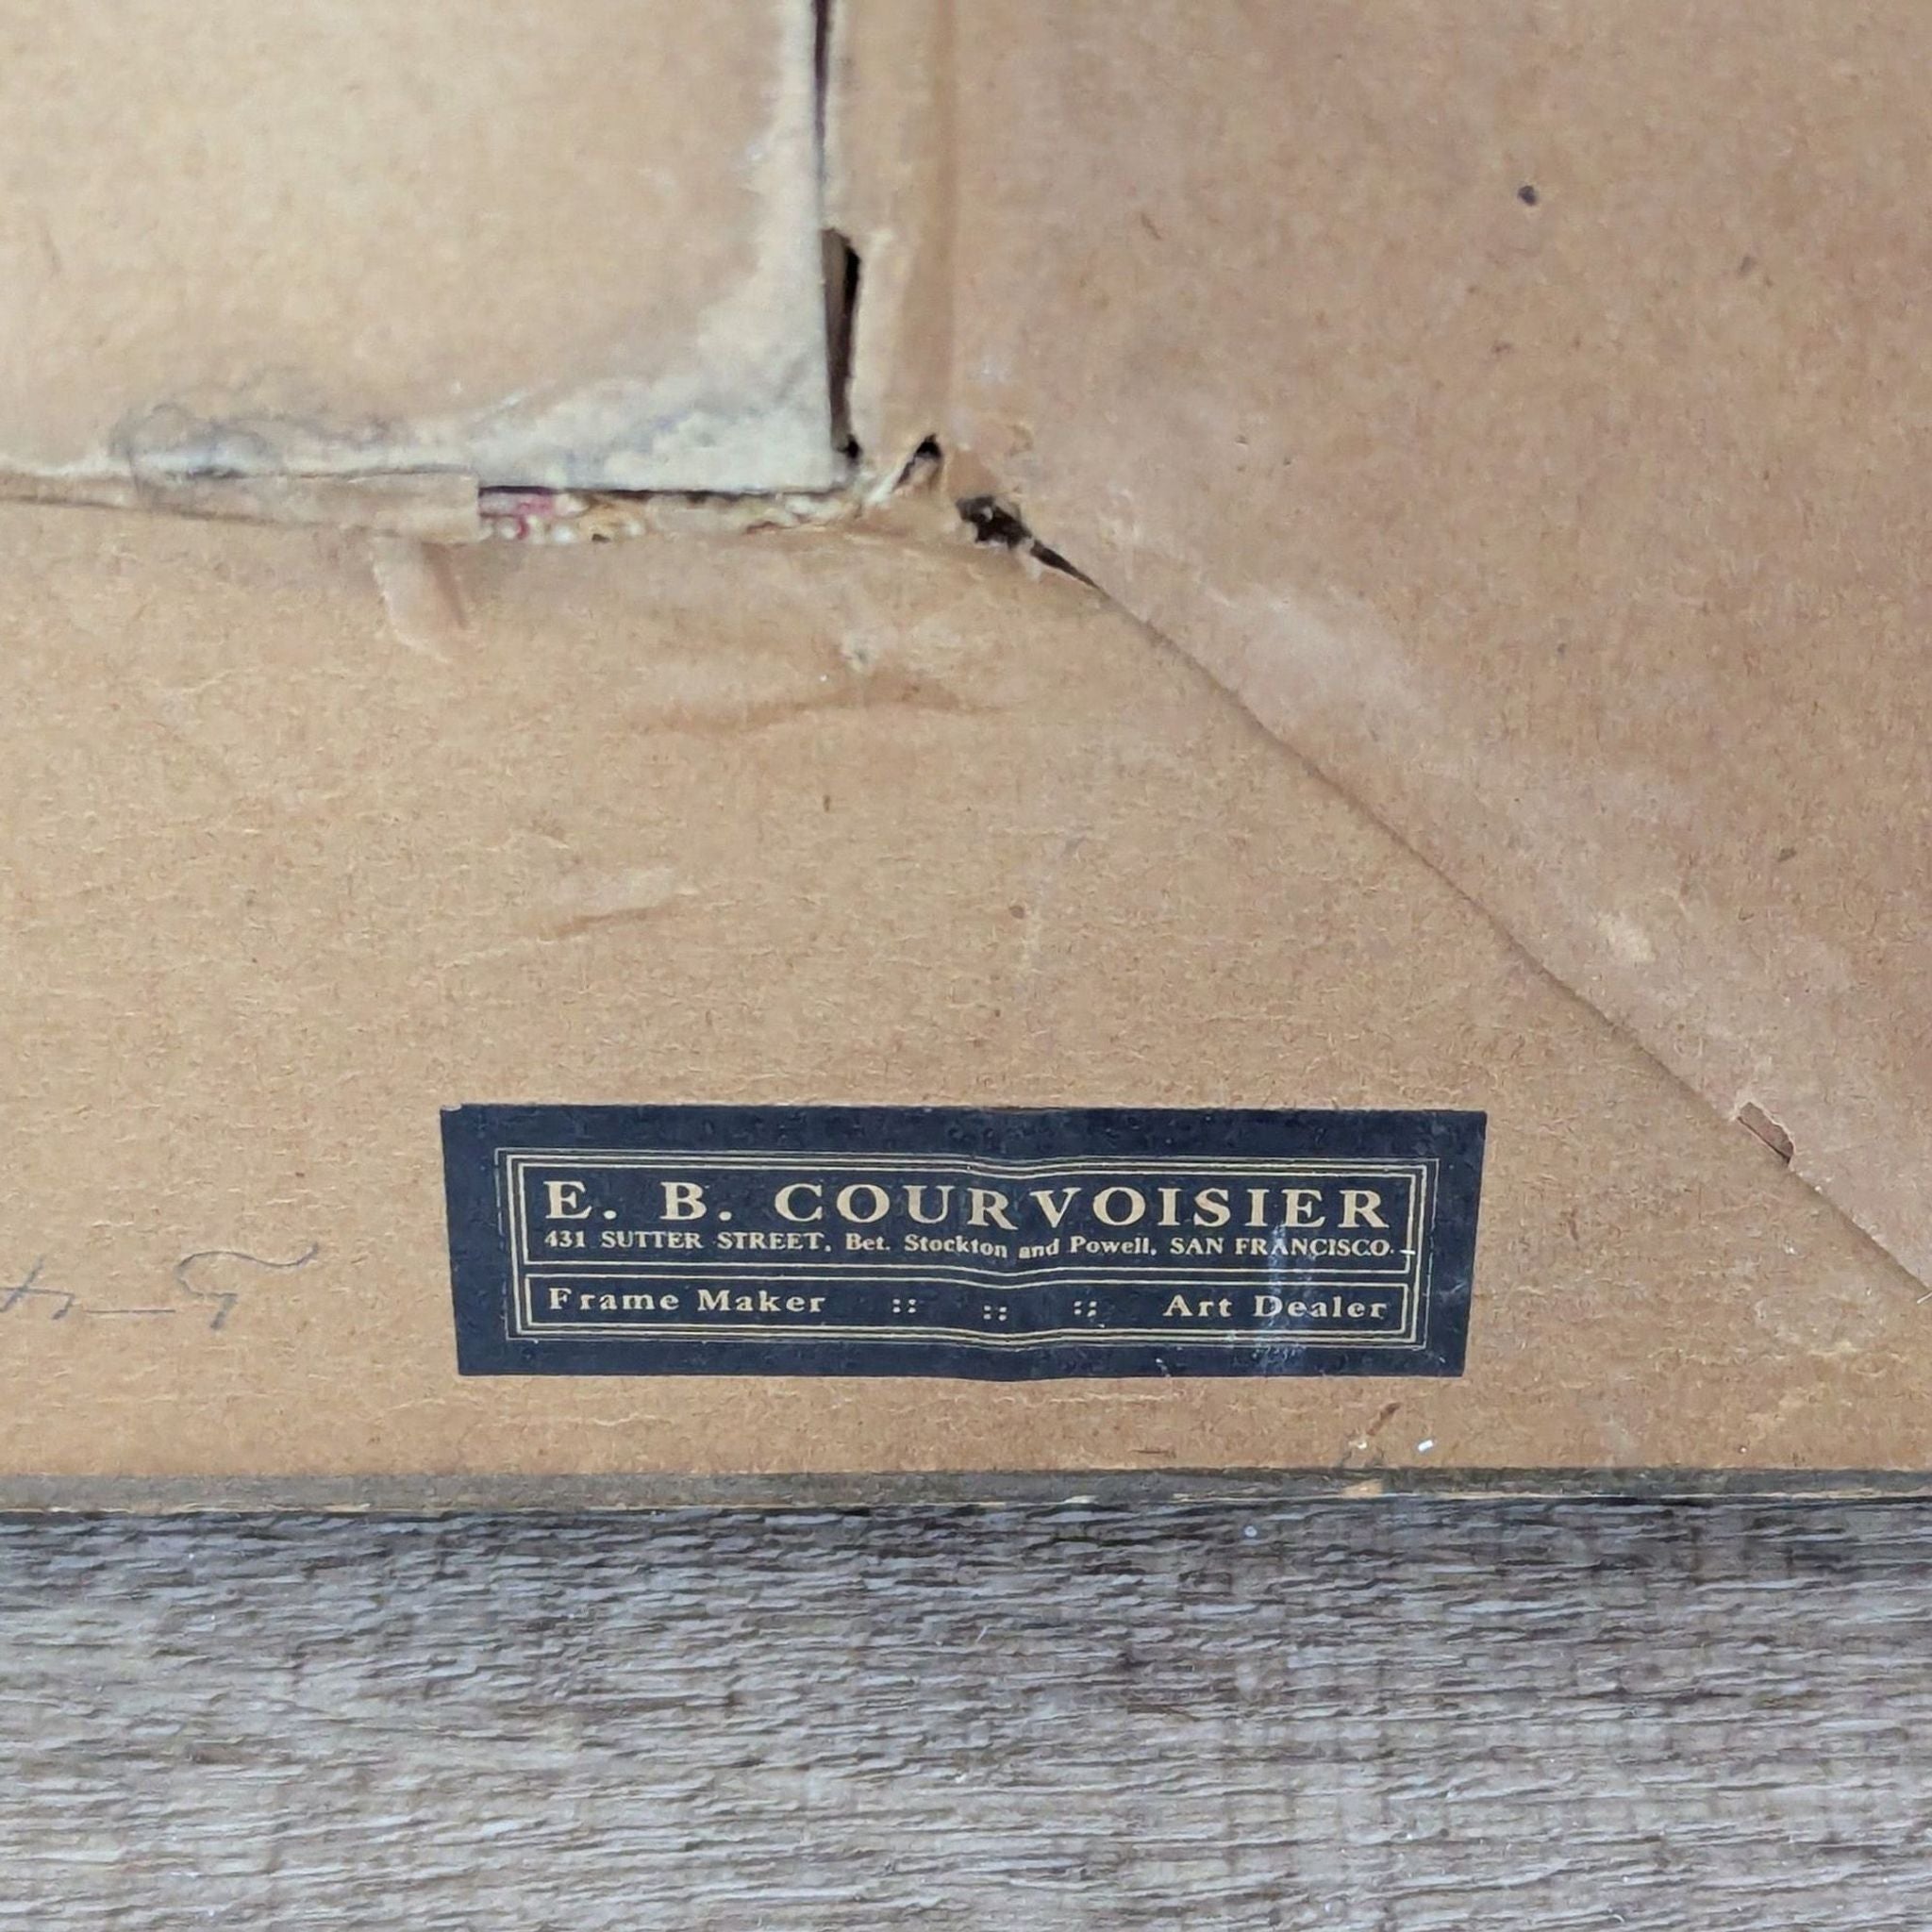 E. B. COURVOISIER
431 SUTTER STREET, Bet. Stockton and Powell, SAN FRANCISCO
Frame Maker :: :: :: Art Dealer